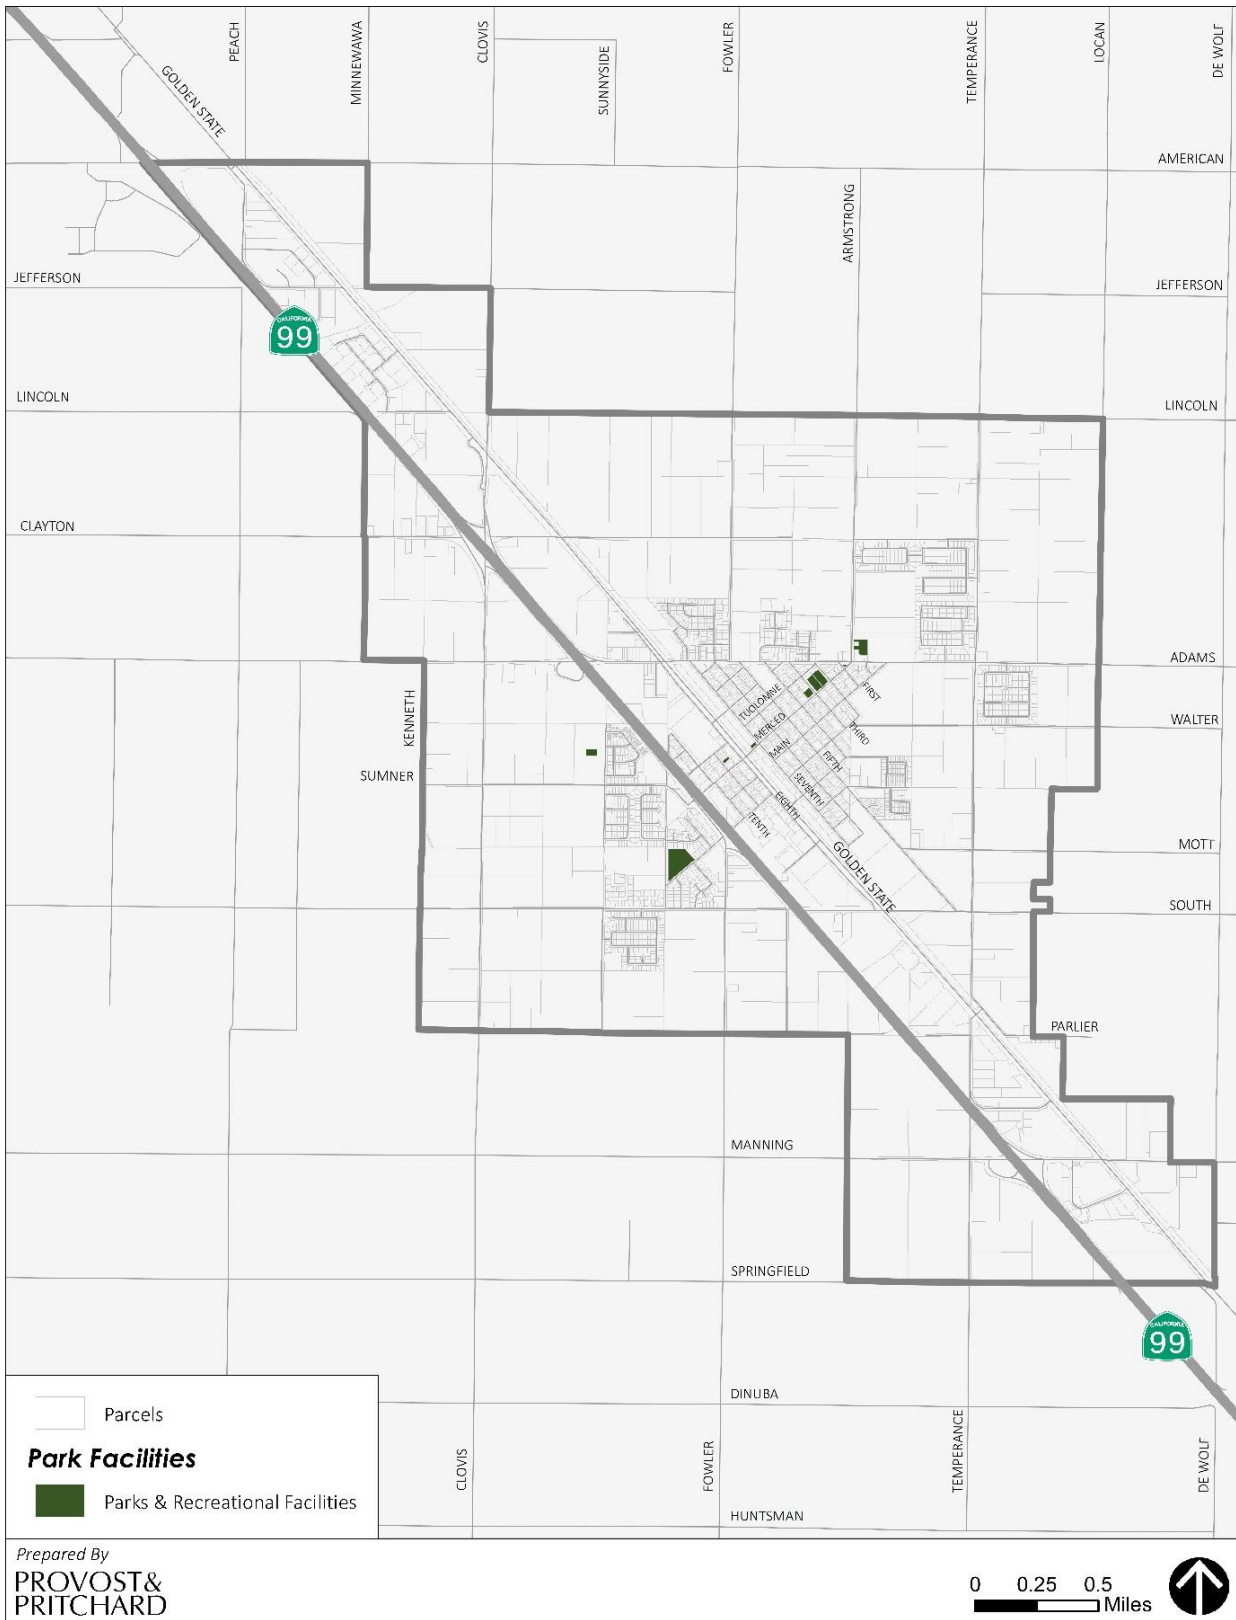 PEACH
MINNEWAWA
CLOVIS
SUNNYSIDE
FOWLER
TEMPERANCE
LOCAN
DE WOLF
GOLDEN STATE
AMERICAN
ARMSTRONG
JEFFERSON
JEFFERSON
CALIFORNIA
99
LINCOLN
LINCOLN
CLAYTON
ADAMS
KENNETH
TUOLOMNE
FIRST
MERCED
WALTER
THIRD
MAIN
FIFTH
SUMNER
SEVENTH
EIGHTH
TENTH
GOLDEN STATE
MOTT
SOUTH
PARLIER
MANNING
SPRINGFIELD
CALIFORNIA
99
DINUBA
CLOVIS
FOWLER
TEMPERANCE
DE WOLF
HUNTSMAN
Parcels
Park Facilities
Parks & Recreational Facilities
Prepared By
PROVOST&
PRITCHARD
0 0.25 0.5
Miles